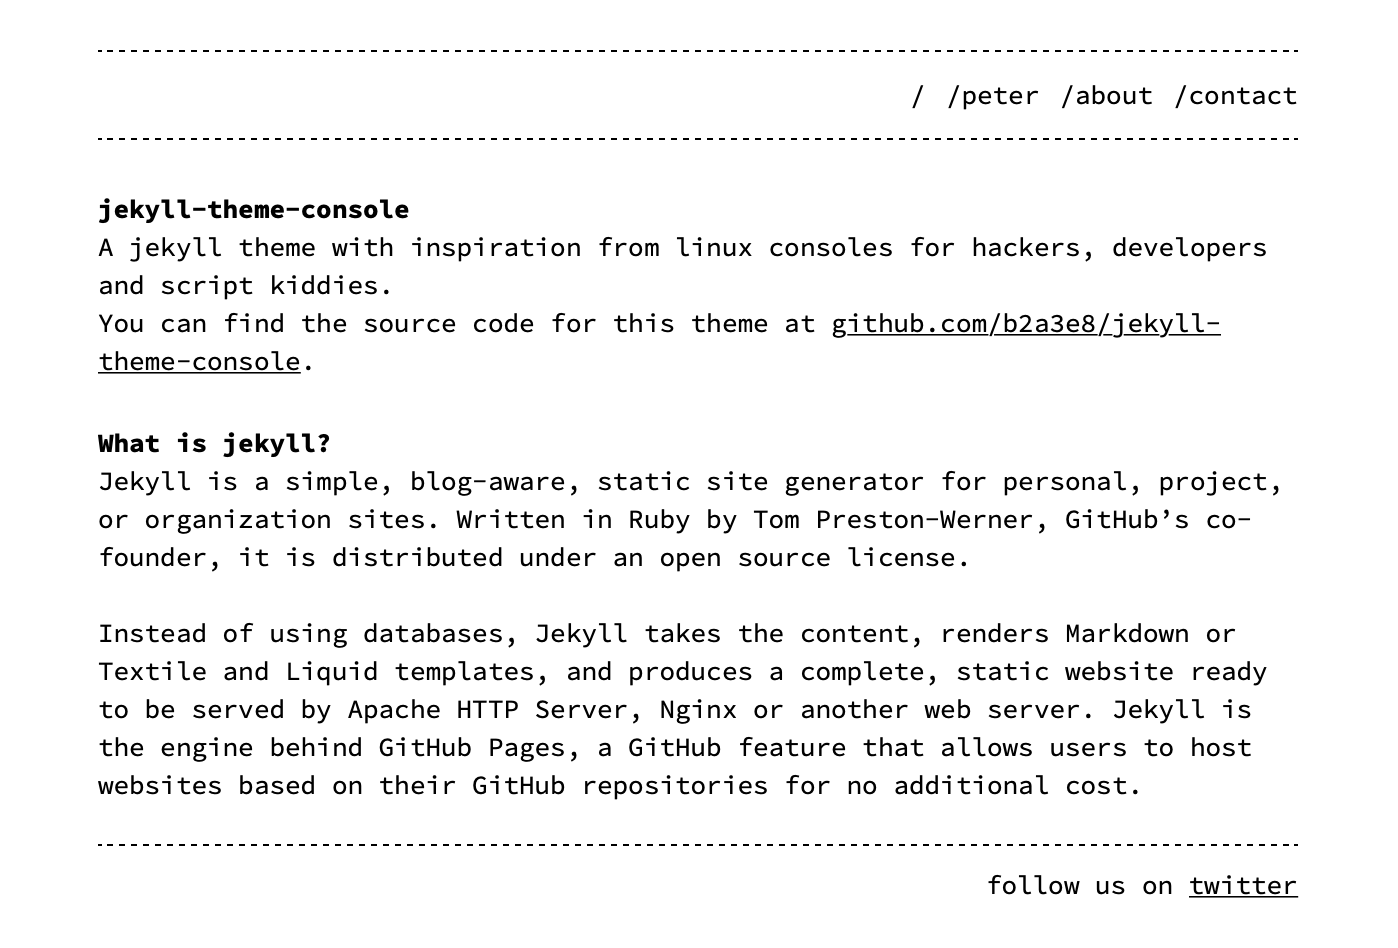 / /peter /about /contact
jekyll-theme-console
A jekyll theme with inspiration from linux consoles for hackers, developers
and script kiddies.
You can find the source code for this theme at github.com/b2a3e8/jekyll-
theme-console.
What is jekyll?
Jekyll is a simple, blog-aware, static site generator for personal, project,
or organization sites. Written in Ruby by Tom Preston-Werner, GitHub’s co-
founder, it is distributed under an open source license.
Instead of using databases, Jekyll takes the content, renders Markdown or
Textile and Liquid templates, and produces a complete, static website ready
to be served by Apache HTTP Server, Nginx or another web server. Jekyll is
the engine behind GitHub Pages, a GitHub feature that allows users to host
websites based on their GitHub repositories for no additional cost.
follow us on twitter